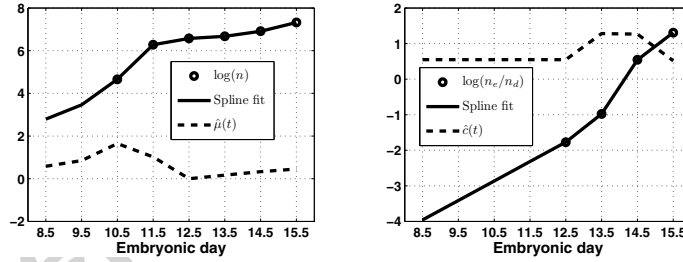 8
6
4
2
0
−2
8.5 9.5 10.5 11.5 12.5 13.5 14.5 15.5
Embryonic day
log(n)
Spline fit
μ̂(t)
2
1
0
−1
−2
−3
−4
8.5 9.5 10.5 11.5 12.5 13.5 14.5 15.5
Embryonic day
log(n_e/n_d)
Spline fit
ĉ(t)